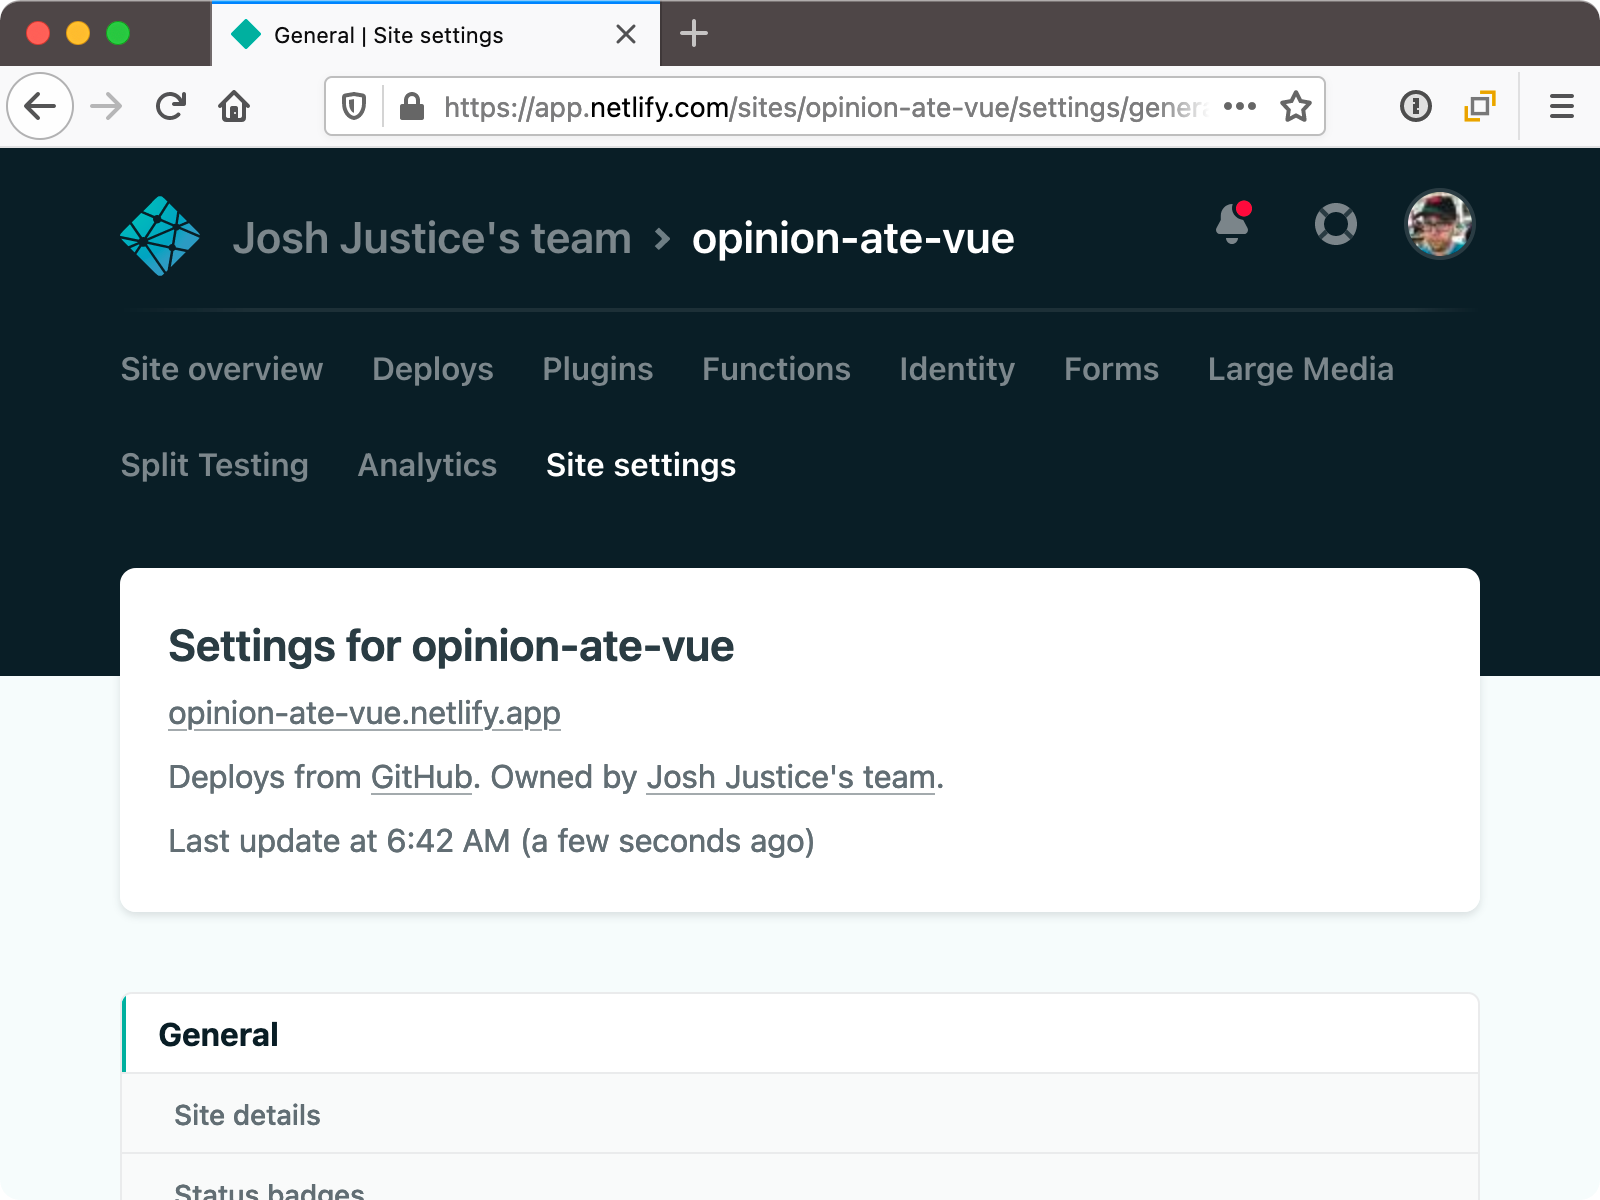 General | Site settings
https://app.netlify.com/sites/opinion-ate-vue/settings/genera
Josh Justice's team > opinion-ate-vue
Site overview Deploys Plugins Functions Identity Forms Large Media
Split Testing Analytics Site settings
Settings for opinion-ate-vue
opinion-ate-vue.netlify.app
Deploys from GitHub. Owned by Josh Justice's team.
Last update at 6:42 AM (a few seconds ago)
General
Site details
Status badges